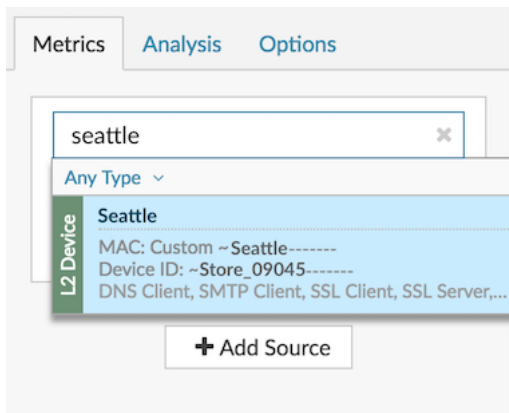 Metrics Analysis Options
seattle
Any Type
L2 Device
Seattle
MAC: Custom ~Seattle-------
Device ID: ~Store_09045-------
DNS Client, SMTP Client, SSL Client, SSL Server,...
+ Add Source